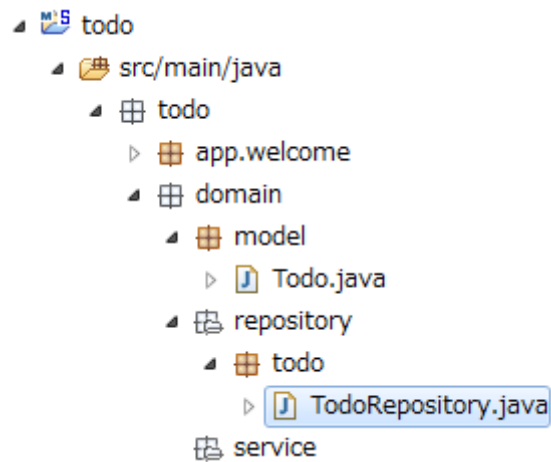 todo
src/main/java
todo
app.welcome
domain
model
Todo.java
repository
todo
TodoRepository.java
service